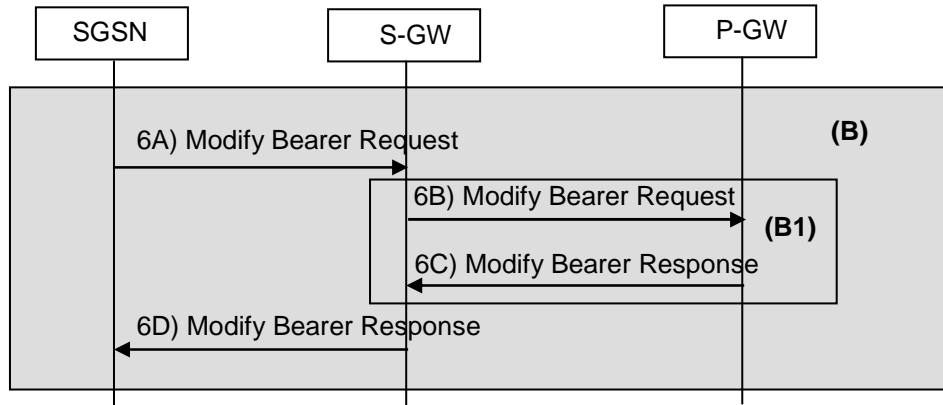 SGSN
S-GW
P-GW
(B)
6A) Modify Bearer Request
6B) Modify Bearer Request
(B1)
6C) Modify Bearer Response
6D) Modify Bearer Response